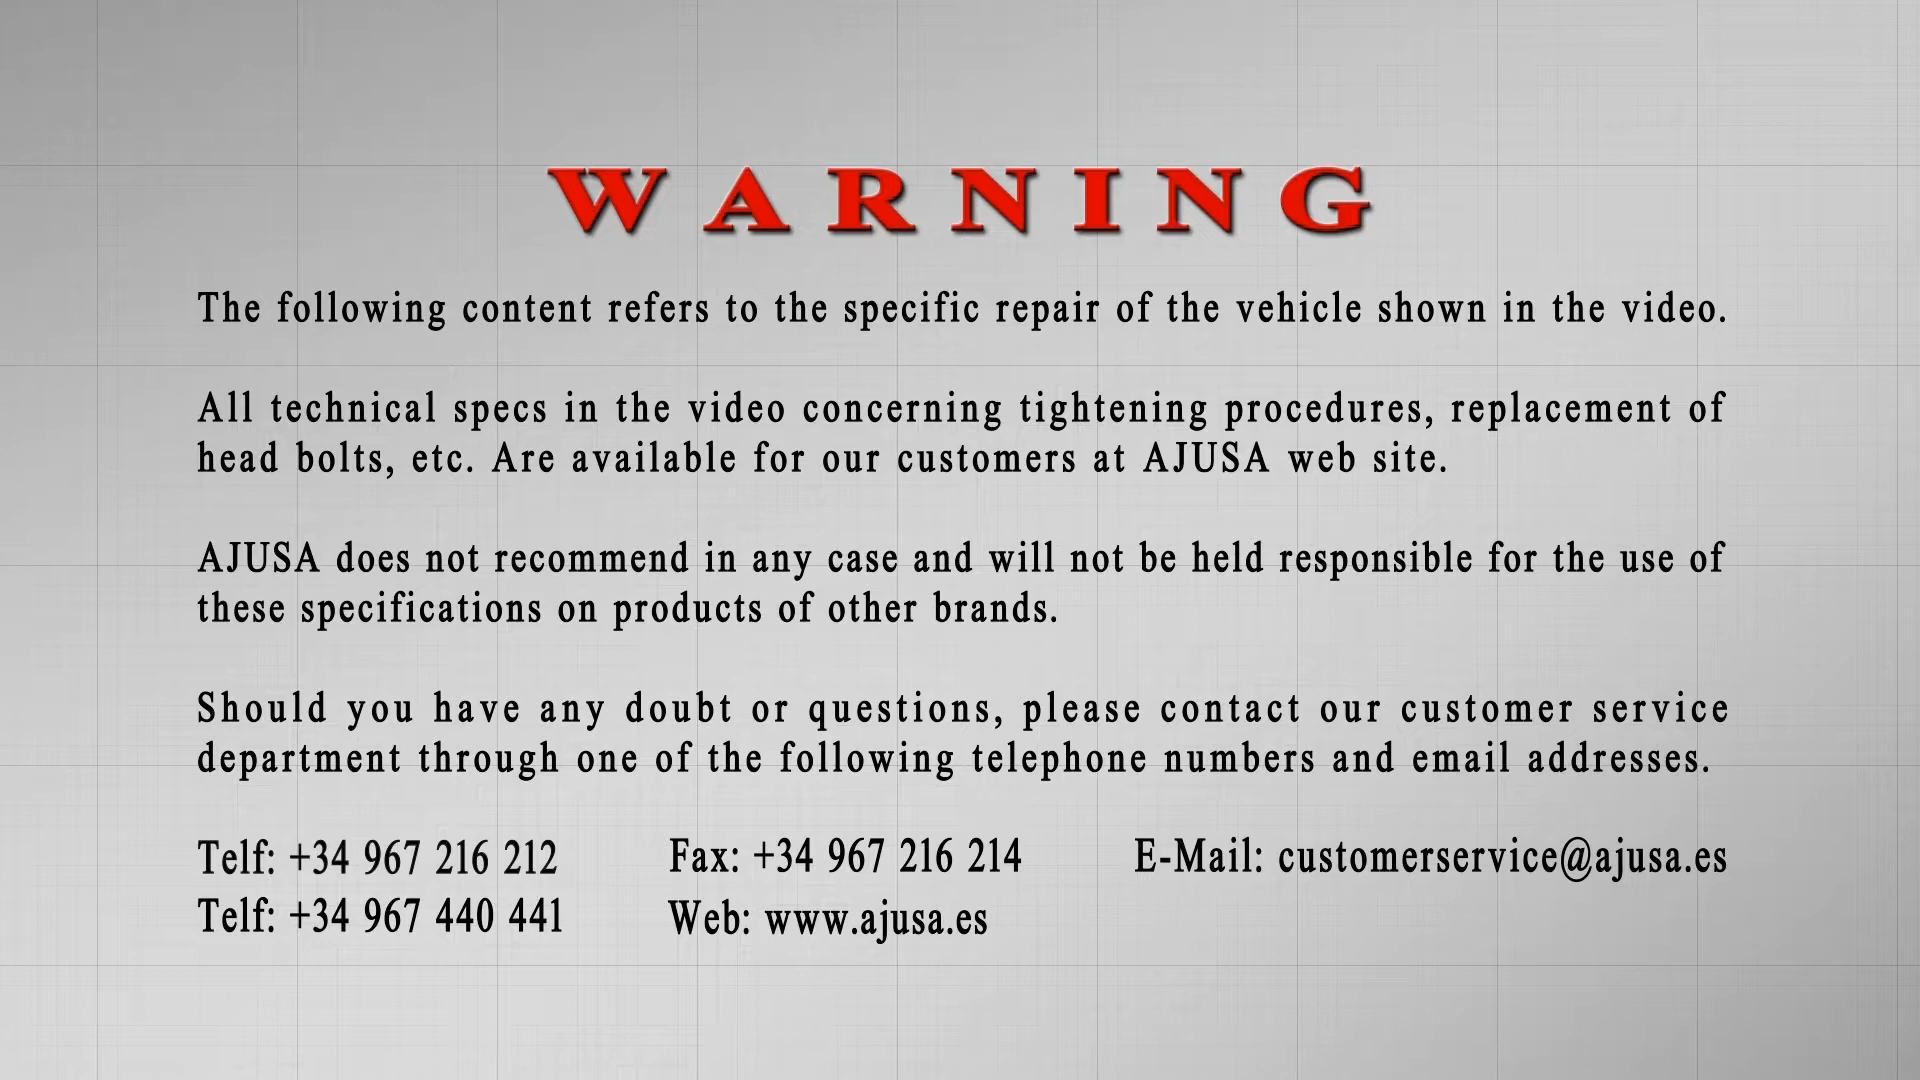 WARNING
The following content refers to the specific repair of the vehicle shown in the video.
All technical specs in the video concerning tightening procedures, replacement of
head bolts, etc. Are available for our customers at AJUSA web site.
AJUSA does not recommend in any case and will not be held responsible for the use of
these specifications on products of other brands.
Should you have any doubt or questions, please contact our customer service
department through one of the following telephone numbers and email addresses.
Telf: +34 967 216 212 Fax: +34 967 216 214 E-Mail: customerservice@ajusa.es
Telf: +34 967 440 441 Web: www.ajusa.es